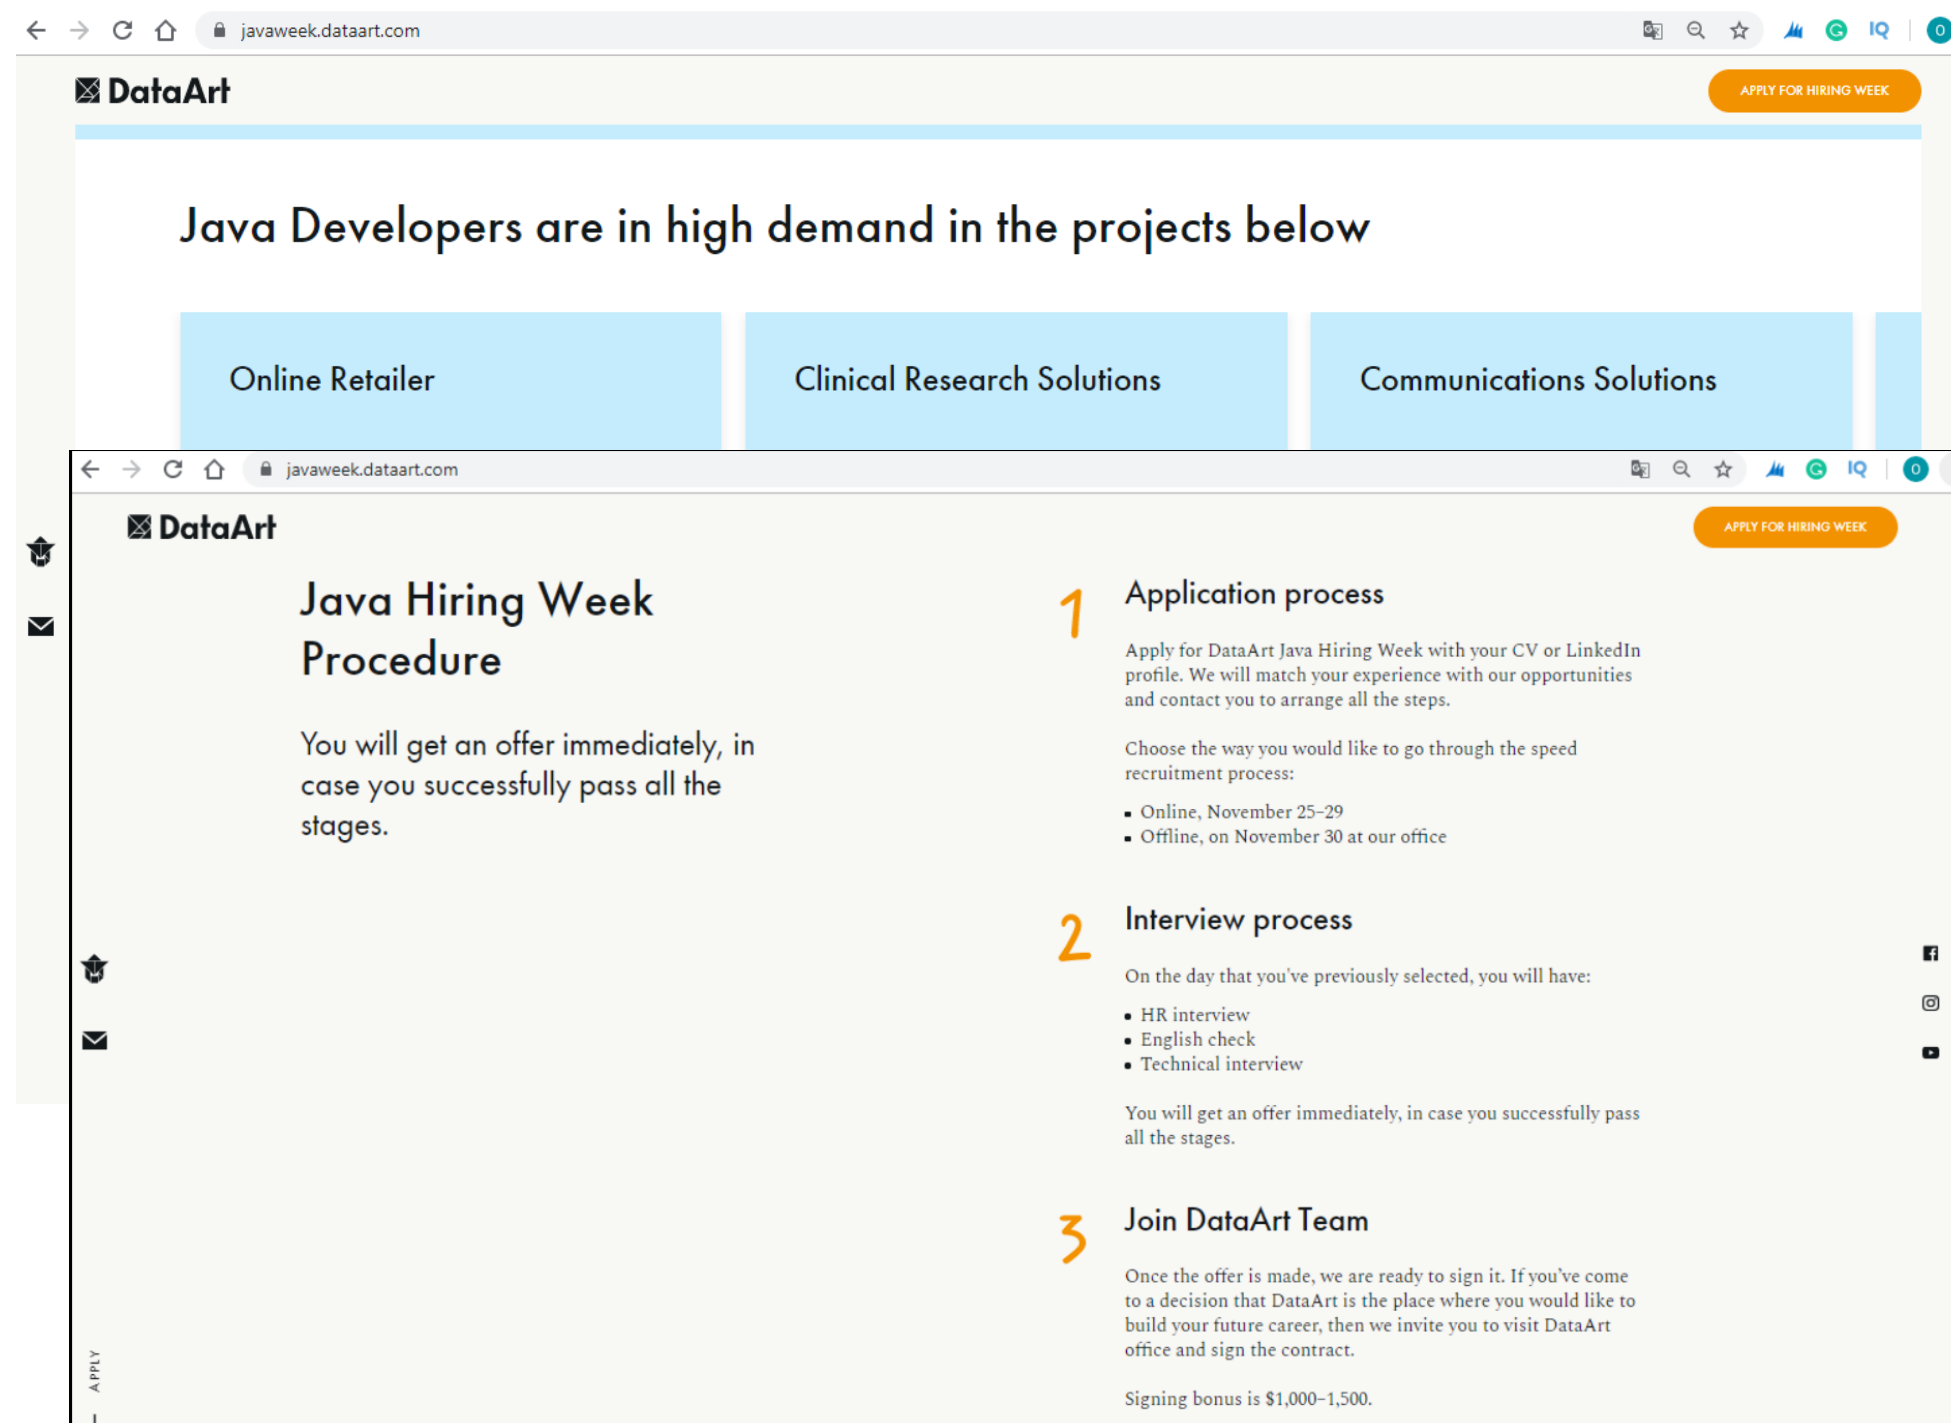 javaweek.dataart.com
IQ
O
DataArt
APPLY FOR HIRING WEEK
Java Developers are in high demand in the projects below
Online Retailer
Clinical Research Solutions
Communications Solutions
javaweek.dataart.com
IQ
O
DataArt
APPLY FOR HIRING WEEK
Java Hiring Week
Procedure
You will get an offer immediately, in
case you successfully pass all the
stages.
1
Application process
Apply for DataArt Java Hiring Week with your CV or LinkedIn
profile. We will match your experience with our opportunities
and contact you to arrange all the steps.
Choose the way you would like to go through the speed
recruitment process:
▪ Online, November 25–29
▪ Offline, on November 30 at our office
2
Interview process
On the day that you've previously selected, you will have:
• HR interview
• English check
• Technical interview
You will get an offer immediately, in case you successfully pass
all the stages.
3
Join DataArt Team
Once the offer is made, we are ready to sign it. If you’ve come
to a decision that DataArt is the place where you would like to
build your future career, then we invite you to visit DataArt
office and sign the contract.
Signing bonus is $1,000–1,500.
APPLY